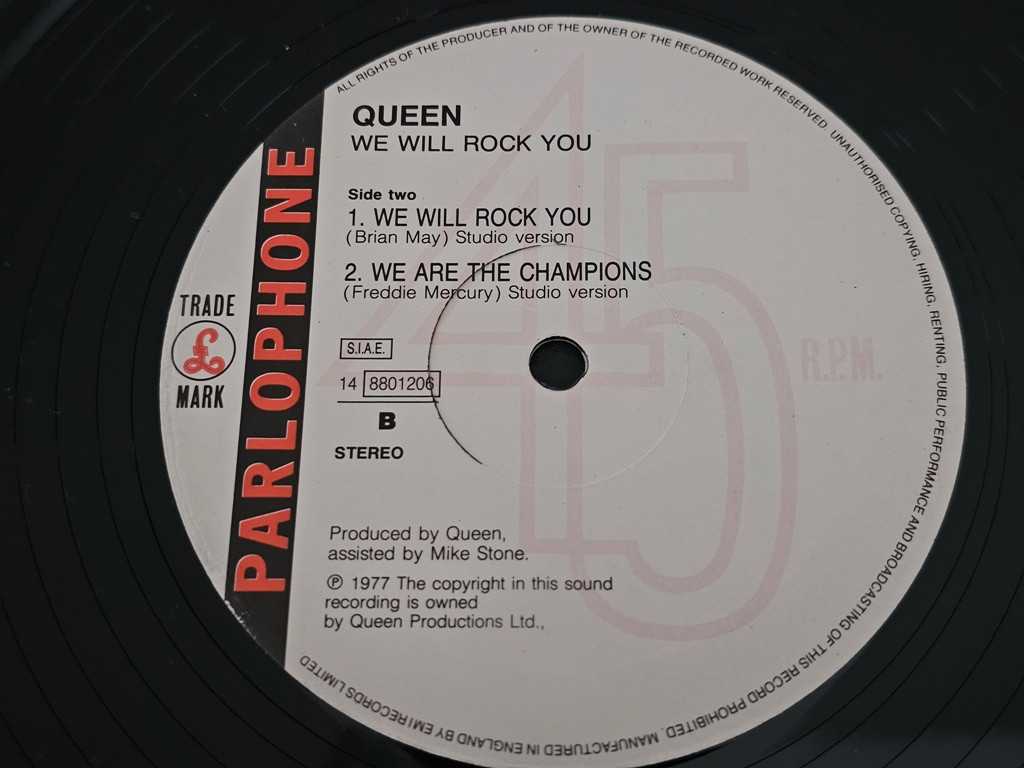 ALL RIGHTS OF THE PRODUCER AND OF THE OWNER OF THE RECORDED WORK RESERVED. UNAUTHORISED COPYING, HIRING, RENTING, PUBLIC PERFORMANCE AND BROADCASTING OF THIS RECORD PROHIBITED. MANUFACTURED IN ENGLAND BY EMI RECORDS LIMITED
QUEEN
WE WILL ROCK YOU
Side two
1. WE WILL ROCK YOU
(Brian May) Studio version
2. WE ARE THE CHAMPIONS
(Freddie Mercury) Studio version
PARLOPHONE
TRADE
£
MARK
S.I.A.E.
14 8801206
B
STEREO
45
R.P.M.
Produced by Queen,
assisted by Mike Stone.
℗ 1977 The copyright in this sound
recording is owned
by Queen Productions Ltd.,